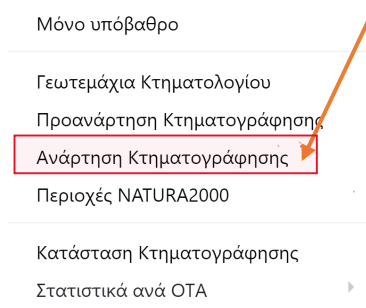 Μόνο υπόβαθρο
Γεωτεμάχια Κτηματολογίου
Προανάρτηση Κτηματογράφησης
Ανάρτηση Κτηματογράφησης
Περιοχές NATURA2000
Κατάσταση Κτηματογράφησης
Στατιστικά ανά ΟΤΑ